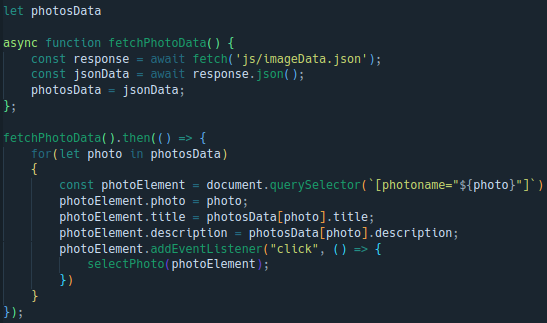 let photosData

async function fetchPhotoData() {
    const response = await fetch('js/imageData.json');
    const jsonData = await response.json();
    photosData = jsonData;
};

fetchPhotoData().then(() => {
    for(let photo in photosData)
    {
        const photoElement = document.querySelector(`[photoname="${photo}"]`)
        photoElement.photo = photo;
        photoElement.title = photosData[photo].title;
        photoElement.description = photosData[photo].description;
        photoElement.addEventListener("click", () => {
            selectPhoto(photoElement);
        })
    }
});